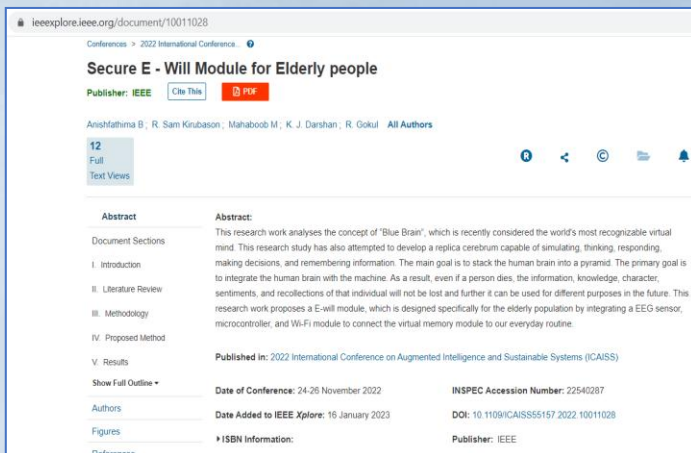 ieeexplore.ieee.org/document/10011028
Conferences > 2022 International Conference...
Secure E - Will Module for Elderly people
Publisher: IEEE Cite This PDF
Anishfathima B ; R. Sam Kirubason ; Mahaboob M ; K. J. Darshan ; R. Gokul All Authors
12
Full
Text Views
R
Abstract
Document Sections
I. Introduction
II. Literature Review
III. Methodology
IV. Proposed Method
V. Results
Show Full Outline
Authors
Figures
References
Abstract:
This research work analyses the concept of "Blue Brain", which is recently considered the world's most recognizable virtual
mind. This research study has also attempted to develop a replica cerebrum capable of simulating, thinking, responding,
making decisions, and remembering information. The main goal is to stack the human brain into a pyramid. The primary goal is
to integrate the human brain with the machine. As a result, even if a person dies, the information, knowledge, character,
sentiments, and recollections of that individual will not be lost and further it can be used for different purposes in the future. This
research work proposes a E-will module, which is designed specifically for the elderly population by integrating a EEG sensor,
microcontroller, and Wi-Fi module to connect the virtual memory module to our everyday routine.
Published in: 2022 International Conference on Augmented Intelligence and Sustainable Systems (ICAISS)
Date of Conference: 24-26 November 2022
Date Added to IEEE Xplore: 16 January 2023
ISBN Information:
INSPEC Accession Number: 22540287
DOI: 10.1109/ICAISS55157.2022.10011028
Publisher: IEEE